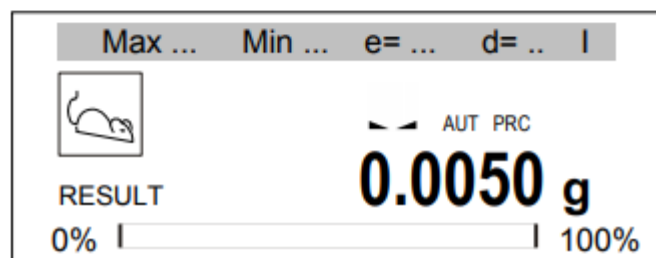 Max ... Min ... e= ... d= .. I
AUT PRC
0.0050 g
RESULT
0% 100%